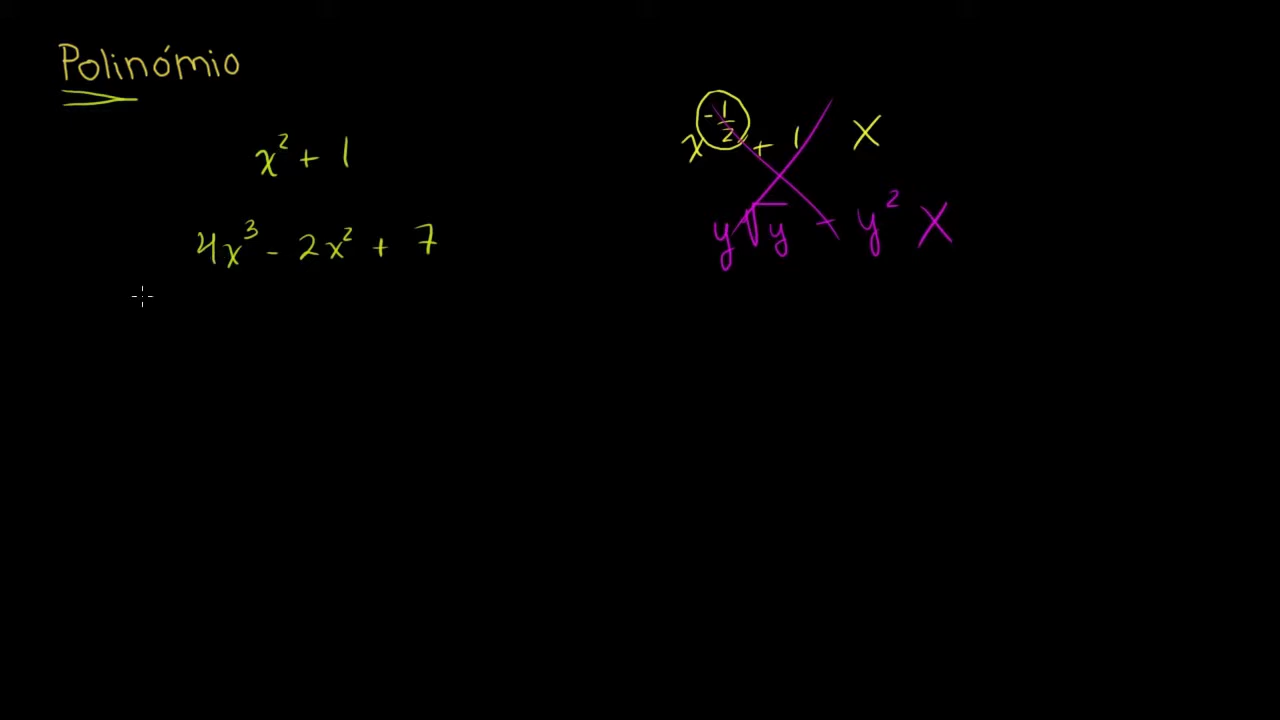 Polinómio
x² + 1
4x³ - 2x² + 7
x^(-1/2) + 1 X
y√y + y² X